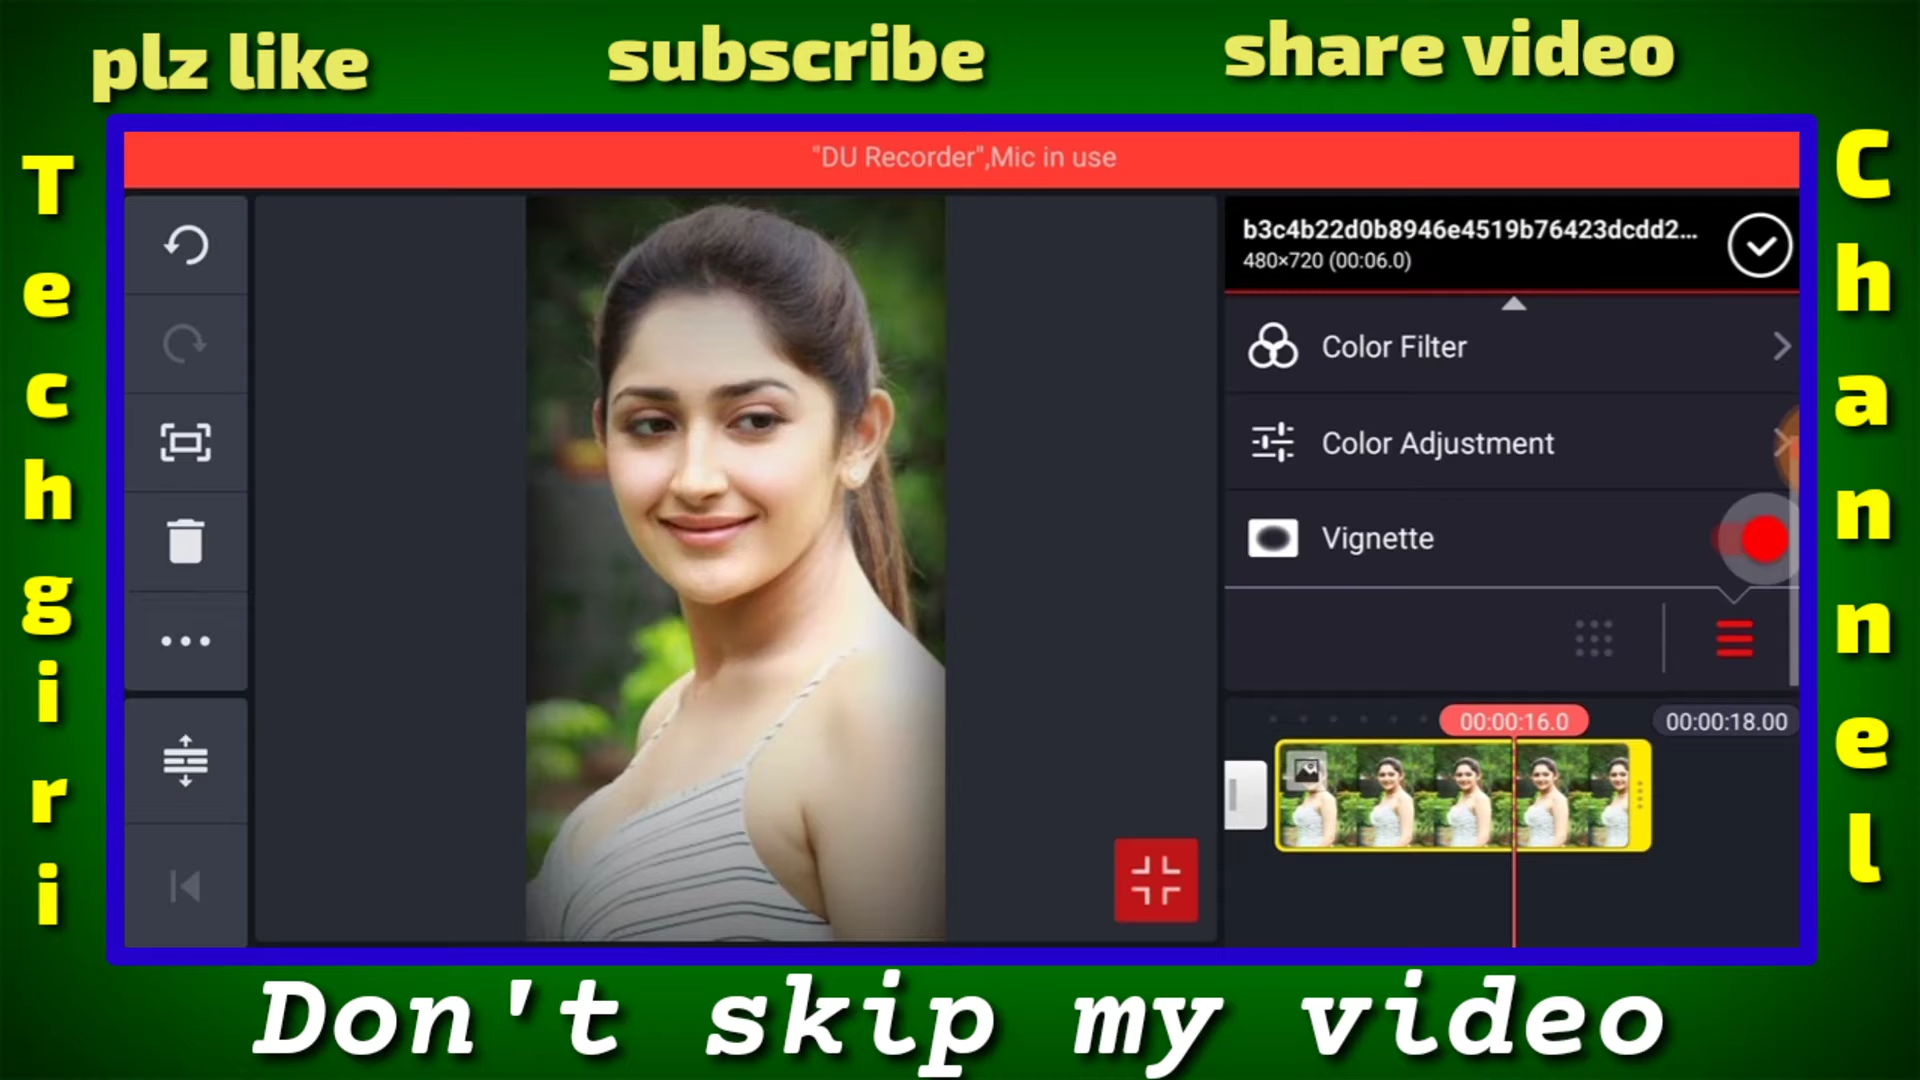 plz like
subscribe
share video
Techgiri
Channel
"DU Recorder",Mic in use
b3c4b22d0b8946e4519b76423dcdd2...
480×720 (00:06.0)
Color Filter
Color Adjustment
Vignette
00:00:16.0
00:00:18.00
Don't skip my video